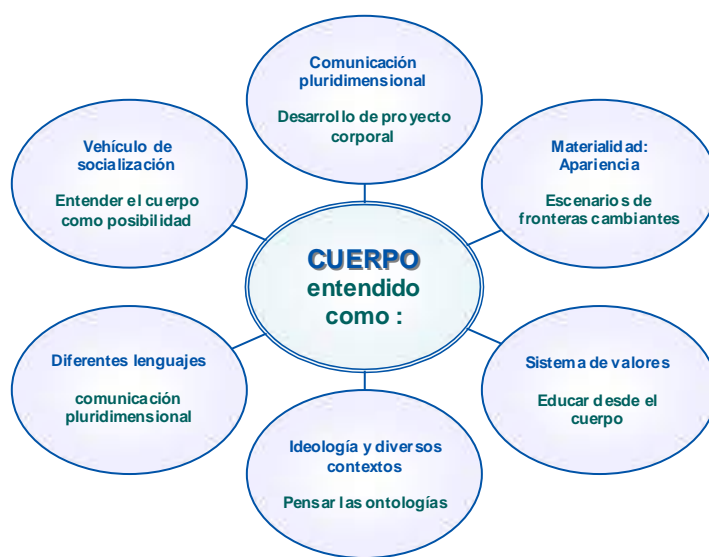 Comunicación
pluridimensional
Desarrollo de proyecto
corporal
Vehículo de
socialización
Entender el cuerpo
como posibilidad
Materialidad:
Apariencia
Escenarios de
fronteras cambiantes
CUERPO
entendido
como :
Diferentes lenguajes
comunicación
pluridimensional
Sistema de valores
Educar desde el
cuerpo
Ideología y diversos
contextos
Pensar las ontologías